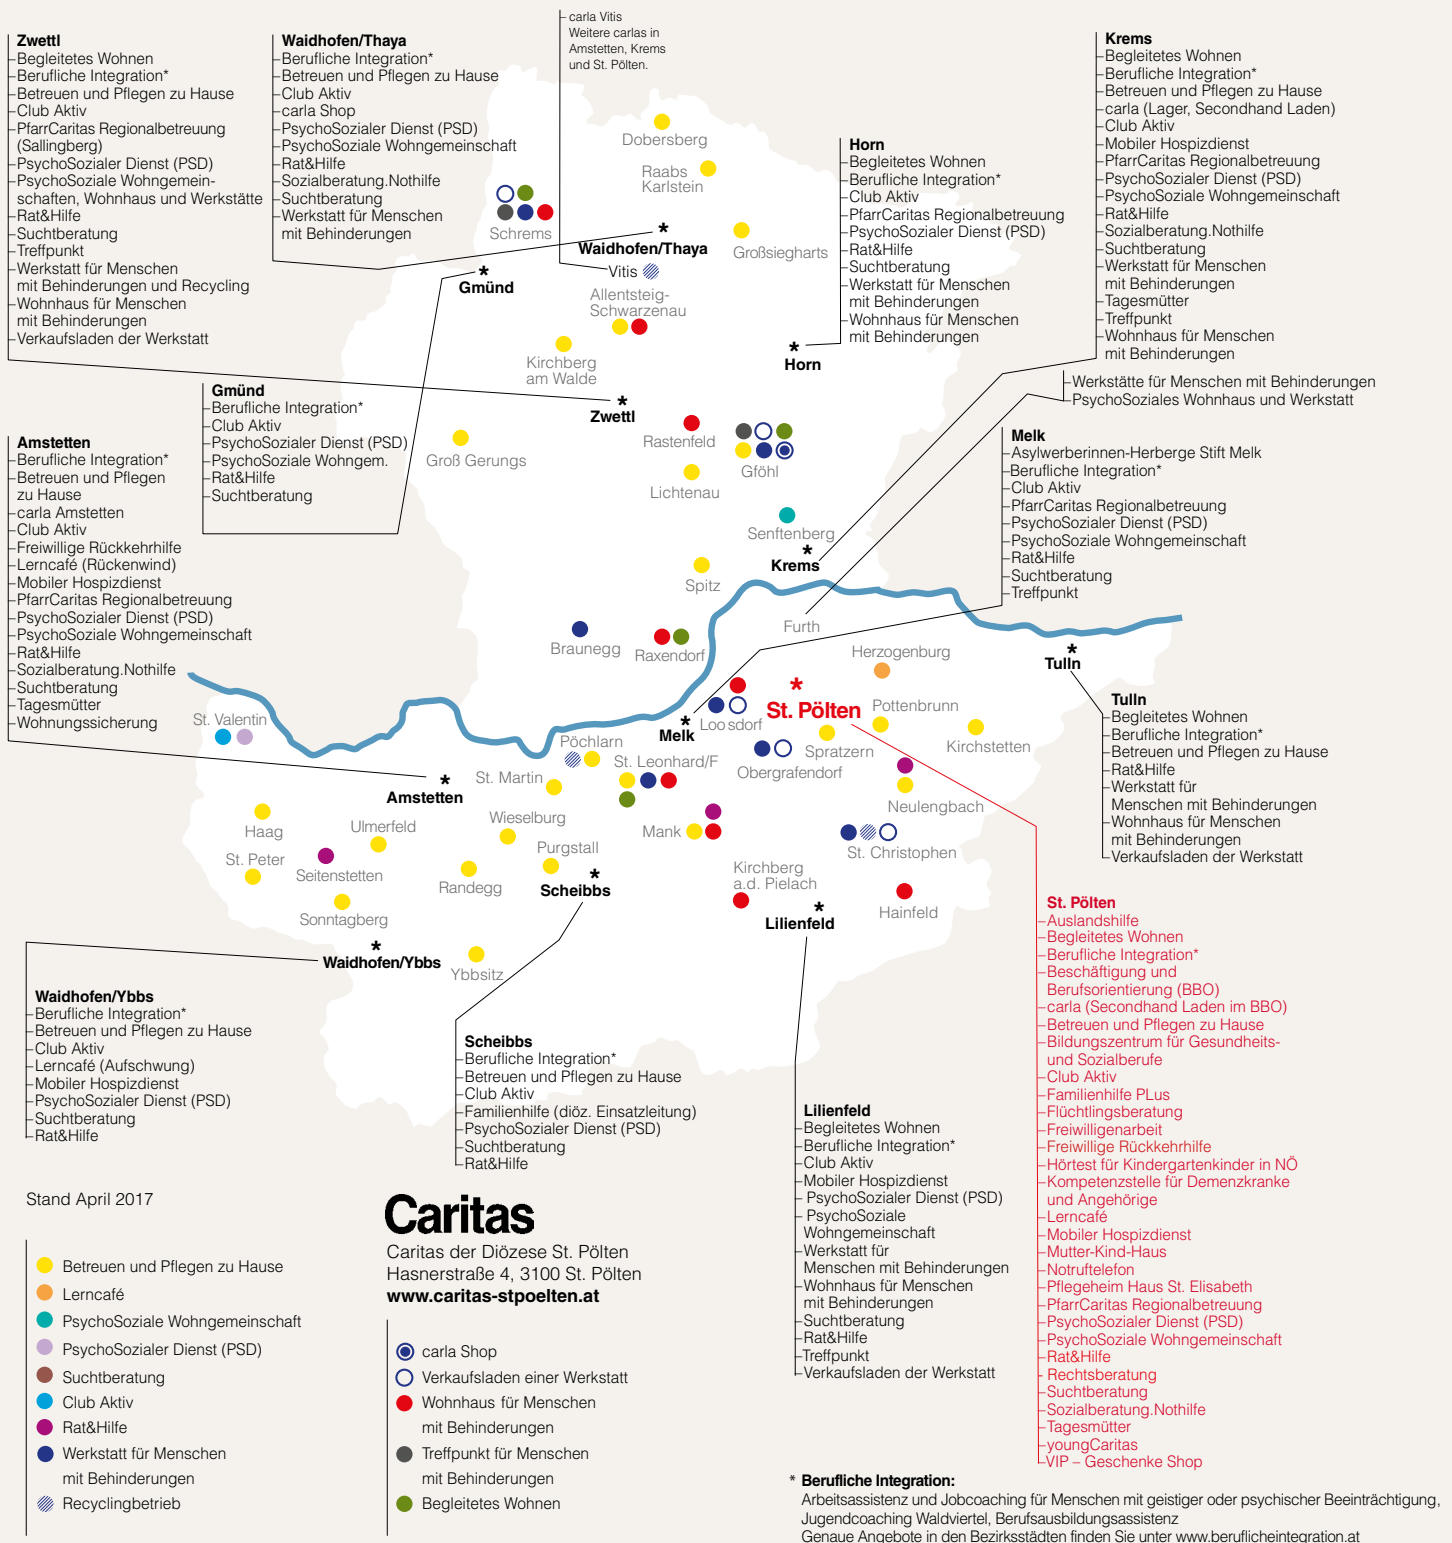 carla Vitis
Weitere carlas in
Amstetten, Krems
und St. Pölten.
Zwettl
Begleitetes Wohnen
Berufliche Integration*
Betreuen und Pflegen zu Hause
Club Aktiv
PfarrCaritas Regionalbetreuung
(Sallingberg)
PsychoSozialer Dienst (PSD)
PsychoSoziale Wohngemein-
schaften, Wohnhaus und Werkstätte
Rat&Hilfe
Suchtberatung
Treffpunkt
Werkstatt für Menschen
mit Behinderungen und Recycling
Wohnhaus für Menschen
mit Behinderungen
Verkaufsladen der Werkstatt
Waidhofen/Thaya
Berufliche Integration*
Betreuen und Pflegen zu Hause
Club Aktiv
carla Shop
PsychoSozialer Dienst (PSD)
PsychoSoziale Wohngemeinschaft
Rat&Hilfe
Sozialberatung.Nothilfe
Suchtberatung
Werkstatt für Menschen
mit Behinderungen
Horn
Begleitetes Wohnen
Berufliche Integration*
Club Aktiv
PfarrCaritas Regionalbetreuung
PsychoSozialer Dienst (PSD)
Rat&Hilfe
Suchtberatung
Werkstatt für Menschen
mit Behinderungen
Wohnhaus für Menschen
mit Behinderungen
Krems
Begleitetes Wohnen
Berufliche Integration*
Betreuen und Pflegen zu Hause
carla (Lager, Secondhand Laden)
Club Aktiv
Mobiler Hospizdienst
PfarrCaritas Regionalbetreuung
PsychoSozialer Dienst (PSD)
PsychoSoziale Wohngemeinschaft
Rat&Hilfe
Sozialberatung.Nothilfe
Suchtberatung
Werkstatt für Menschen
mit Behinderungen
Tagesmütter
Treffpunkt
Wohnhaus für Menschen
mit Behinderungen
Werkstätte für Menschen mit Behinderungen
PsychoSoziales Wohnhaus und Werkstatt
Gmünd
Berufliche Integration*
Club Aktiv
PsychoSozialer Dienst (PSD)
PsychoSoziale Wohngem.
Rat&Hilfe
Suchtberatung
Amstetten
Berufliche Integration*
Betreuen und Pflegen
zu Hause
carla Amstetten
Club Aktiv
Freiwillige Rückkehrhilfe
Lerncafé (Rückenwind)
Mobiler Hospizdienst
PfarrCaritas Regionalbetreuung
PsychoSozialer Dienst (PSD)
PsychoSoziale Wohngemeinschaft
Rat&Hilfe
Sozialberatung.Nothilfe
Suchtberatung
Tagesmütter
Wohnungssicherung
Melk
Asylwerberinnen-Herberge Stift Melk
Berufliche Integration*
Club Aktiv
PfarrCaritas Regionalbetreuung
PsychoSozialer Dienst (PSD)
PsychoSoziale Wohngemeinschaft
Rat&Hilfe
Suchtberatung
Treffpunkt
Dobersberg
Raabs
Karlstein
Schrems
*
Waidhofen/Thaya
Großsiegharts
*
Gmünd
Vitis
Allentsteig-
Schwarzenau
Kirchberg
am Walde
*
Horn
*
Zwettl
Rastenfeld
Groß Gerungs
Gföhl
Lichtenau
Senftenberg
*
Krems
Spitz
Furth
Braunegg
Raxendorf
Herzogenburg
*
Tulln
St. Valentin
*
St. Pölten
Pottenbrunn
Loosdorf
*
Melk
Spratzern
Kirchstetten
Pöchlarn
St. Leonhard/F
Obergrafendorf
St. Martin
*
Amstetten
Neulengbach
Haag
Ulmerfeld
Wieselburg
Mank
Purgstall
St. Christophen
St. Peter
Seitenstetten
Randegg
*
Scheibbs
Kirchberg
a.d. Pielach
Sonntagberg
*
Lilienfeld
Hainfeld
*
Waidhofen/Ybbs
Ybbsitz
Tulln
Begleitetes Wohnen
Berufliche Integration*
Betreuen und Pflegen zu Hause
Rat&Hilfe
Werkstatt für
Menschen mit Behinderungen
Wohnhaus für Menschen
mit Behinderungen
Verkaufsladen der Werkstatt
Waidhofen/Ybbs
Berufliche Integration*
Betreuen und Pflegen zu Hause
Club Aktiv
Lerncafé (Aufschwung)
Mobiler Hospizdienst
PsychoSozialer Dienst (PSD)
Suchtberatung
Rat&Hilfe
Scheibbs
Berufliche Integration*
Betreuen und Pflegen zu Hause
Club Aktiv
Familienhilfe (diöz. Einsatzleitung)
PsychoSozialer Dienst (PSD)
Suchtberatung
Rat&Hilfe
Lilienfeld
Begleitetes Wohnen
Berufliche Integration*
Club Aktiv
Mobiler Hospizdienst
PsychoSozialer Dienst (PSD)
PsychoSoziale
Wohngemeinschaft
Werkstatt für
Menschen mit Behinderungen
Wohnhaus für Menschen
mit Behinderungen
Suchtberatung
Rat&Hilfe
Treffpunkt
Verkaufsladen der Werkstatt
St. Pölten
Auslandshilfe
Begleitetes Wohnen
Berufliche Integration*
Beschäftigung und
Berufsorientierung (BBO)
carla (Secondhand Laden im BBO)
Betreuen und Pflegen zu Hause
Bildungszentrum für Gesundheits-
und Sozialberufe
Club Aktiv
Familienhilfe PLus
Flüchtlingsberatung
Freiwilligenarbeit
Freiwillige Rückkehrhilfe
Hörtest für Kindergartenkinder in NÖ
Kompetenzstelle für Demenzkranke
und Angehörige
Lerncafé
Mobiler Hospizdienst
Mutter-Kind-Haus
Notruftelefon
Pflegeheim Haus St. Elisabeth
PfarrCaritas Regionalbetreuung
PsychoSozialer Dienst (PSD)
PsychoSoziale Wohngemeinschaft
Rat&Hilfe
Rechtsberatung
Suchtberatung
Sozialberatung.Nothilfe
Tagesmütter
youngCaritas
VIP – Geschenke Shop
Stand April 2017
Betreuen und Pflegen zu Hause
Lerncafé
PsychoSoziale Wohngemeinschaft
PsychoSozialer Dienst (PSD)
Suchtberatung
Club Aktiv
Rat&Hilfe
Werkstatt für Menschen
mit Behinderungen
Recyclingbetrieb
Caritas
Caritas der Diözese St. Pölten
Hasnerstraße 4, 3100 St. Pölten
www.caritas-stpoelten.at
carla Shop
Verkaufsladen einer Werkstatt
Wohnhaus für Menschen
mit Behinderungen
Treffpunkt für Menschen
mit Behinderungen
Begleitetes Wohnen
* Berufliche Integration:
Arbeitsassistenz und Jobcoaching für Menschen mit geistiger oder psychischer Beeinträchtigung,
Jugendcoaching Waldviertel, Berufsausbildungsassistenz
Genaue Angebote in den Bezirksstädten finden Sie unter www.beruflicheintegration.at